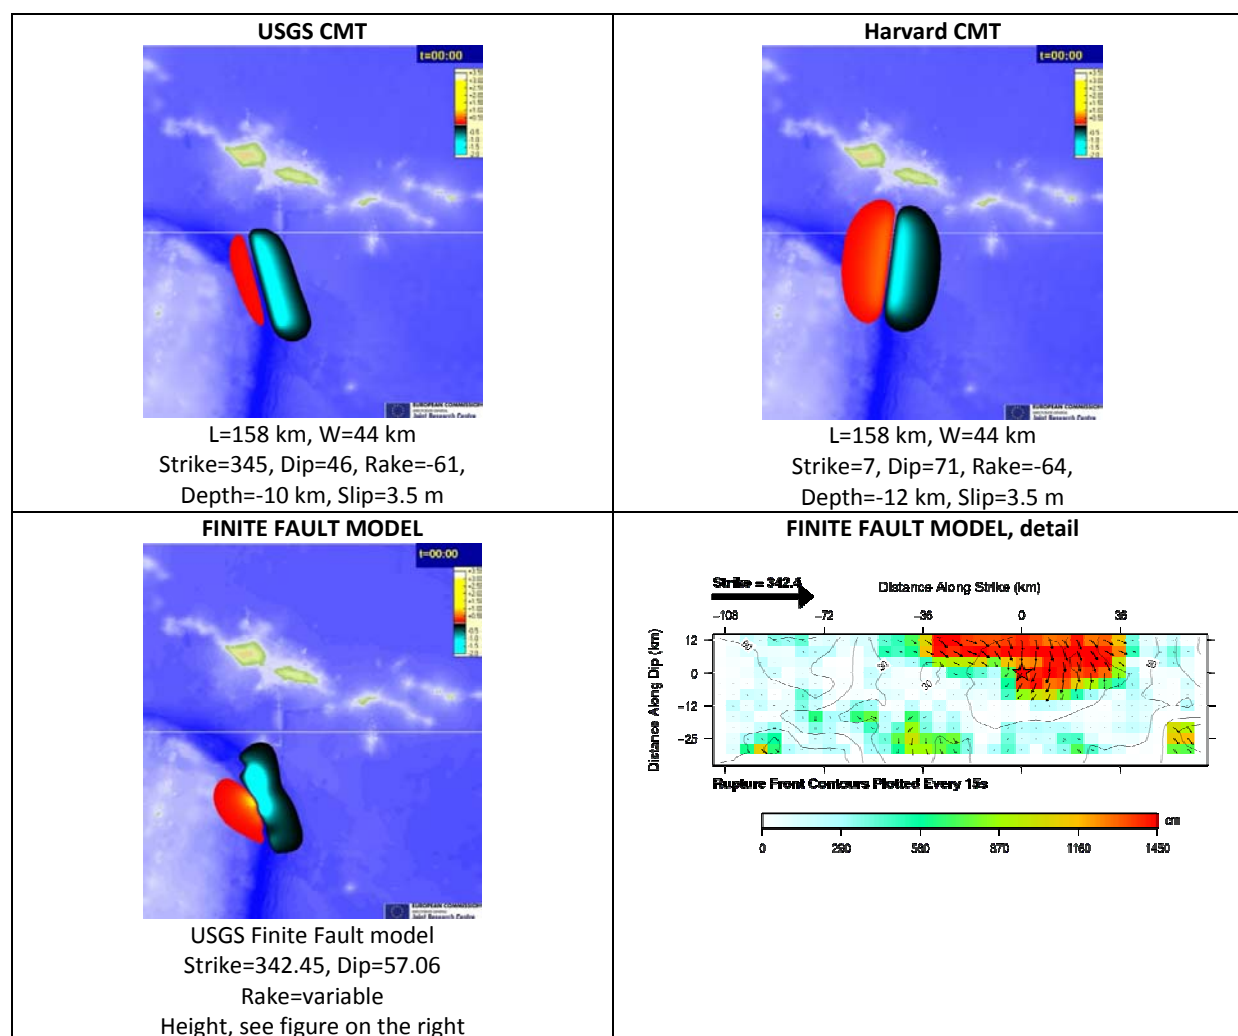 USGS CMT
t=00:00
L=158 km, W=44 km
Strike=345, Dip=46, Rake=-61,
Depth=-10 km, Slip=3.5 m
Harvard CMT
t=00:00
L=158 km, W=44 km
Strike=7, Dip=71, Rake=-64,
Depth=-12 km, Slip=3.5 m
FINITE FAULT MODEL
t=00:00
EUROPEAN COMMISSION
Joint Research Centre
USGS Finite Fault model
Strike=342.45, Dip=57.06
Rake=variable
Height, see figure on the right
FINITE FAULT MODEL, detail
Strike = 342.4
Distance Along Strike (km)
−108 −72 −36 0 36
Distance Along Dip (km)
12
0
−12
−25
Rupture Front Contours Plotted Every 15s
cm
0 290 580 870 1160 1450